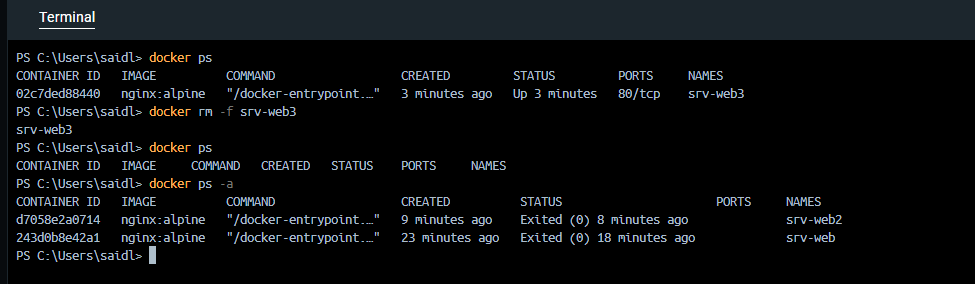 Terminal
PS C:\Users\saidl> docker ps
CONTAINER ID   IMAGE          COMMAND                  CREATED         STATUS         PORTS     NAMES
02c7ded88440   nginx:alpine   "/docker-entrypoint.…"   3 minutes ago   Up 3 minutes   80/tcp    srv-web3
PS C:\Users\saidl> docker rm -f srv-web3
srv-web3
PS C:\Users\saidl> docker ps
CONTAINER ID   IMAGE     COMMAND   CREATED   STATUS    PORTS     NAMES
PS C:\Users\saidl> docker ps -a
CONTAINER ID   IMAGE          COMMAND                  CREATED          STATUS                      PORTS     NAMES
d7058e2a0714   nginx:alpine   "/docker-entrypoint.…"   9 minutes ago    Exited (0) 8 minutes ago              srv-web2
243d0b8e42a1   nginx:alpine   "/docker-entrypoint.…"   23 minutes ago   Exited (0) 18 minutes ago             srv-web
PS C:\Users\saidl>